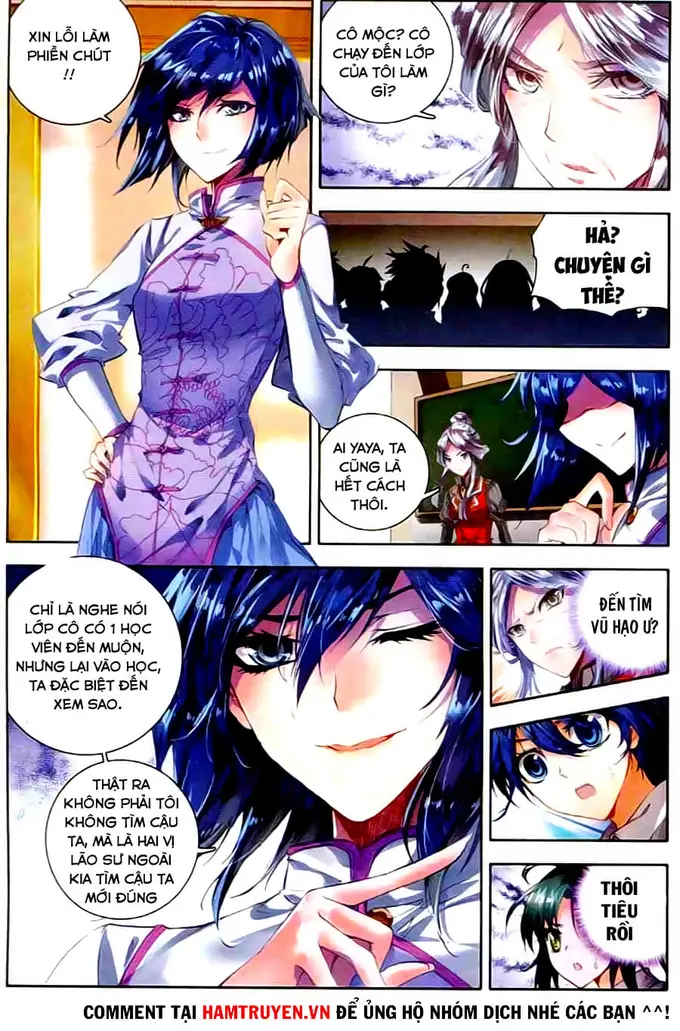 XIN LỖI LÀM
PHIỀN CHÚT
!!
CÔ MỘC? CÔ
CHẠY ĐẾN LỚP
CỦA TÔI LÀM
GÌ?
HẢ?
CHUYỆN GÌ
THẾ?
AI YAYA, TA
CŨNG LÀ
HẾT CÁCH
THÔI.
CHỈ LÀ NGHE NÓI
LỚP CÔ CÓ 1 HỌC
VIÊN ĐẾN MUỘN,
NHƯNG LẠI VÀO HỌC,
TA ĐẶC BIỆT ĐẾN
XEM SAO.
ĐẾN TÌM
VŨ HẠO Ư?
THẬT RA
KHÔNG PHẢI TÔI
KHÔNG TÌM CẬU
TA, MÀ LÀ HAI VỊ
LÃO SƯ NGOÀI
KIA TÌM CẬU TA
MỚI ĐÚNG
THÔI
TIÊU
RỒI
COMMENT TẠI HAMTRUYEN.VN ĐỂ ỦNG HỘ NHÓM DỊCH NHÉ CÁC BẠN ^^!